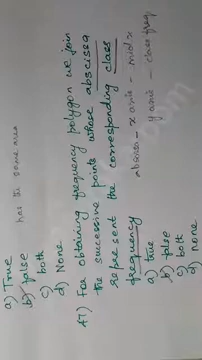 has the same area
a) True
b) false
c) both
d) None
47) For obtaining frequency polygon we join
the successive points whose abscissa
represent the corresponding class
frequency
abscissa - x axis - midx
y axis - class freq
a) true
b) false
c) both
d) none